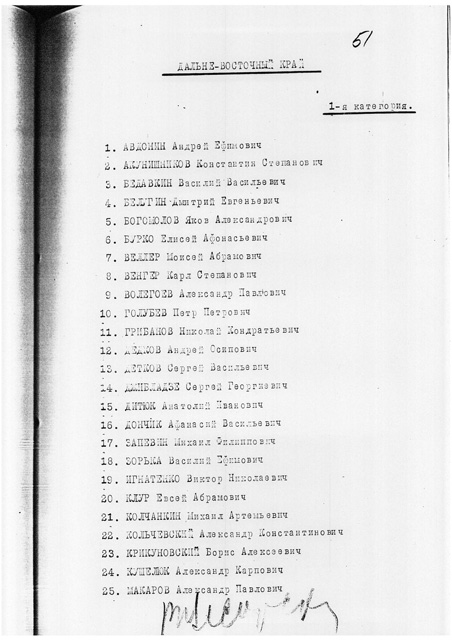 51
ДАЛЬНЕ-ВОСТОЧНЫЙ КРАЙ
1-я категория.
1. АВДОНИН Андрей Ефимович
2. АКУНИШНИКОВ Константин Степанович
3. БЕДАВКИН Василий Васильевич
4. БЕЛУГИН Дмитрий Евгеньевич
5. БОГОМОЛОВ Яков Александрович
6. БУРКО Елисей Афонасьевич
7. ВЕЛЛЕР Моисей Абрамович
8. ВЕНГЕР Карл Степанович
9. ВОЛЕГОЕВ Александр Павлович
10. ГОЛУБЕВ Петр Петрович
11. ГРИБАНОВ Николай Кондратьевич
12. ДЕДКОВ Андрей Осипович
13. ДЕТКОВ Сергей Васильевич
14. ДЖИБЛАДЗЕ Сергей Георгиевич
15. ДИТЮК Анатолий Иванович
16. ДОНЧИК Афанасий Васильевич
17. ЗАПЕВИН Михаил Филиппович
18. ЗОРЬКА Василий Ефимович
19. ИГНАТЕНКО Виктор Николаевич
20. КЛУР Евсей Абрамович
21. КОЛЧАНКИН Михаил Артемьевич
22. КОЛЬЧЕВСКИЙ Александр Константинович
23. КРИКУНОВСКИЙ Борис Алексеевич
24. КУШЕЛЮК Александр Карпович
25. МАКАРОВ Александр Павлович